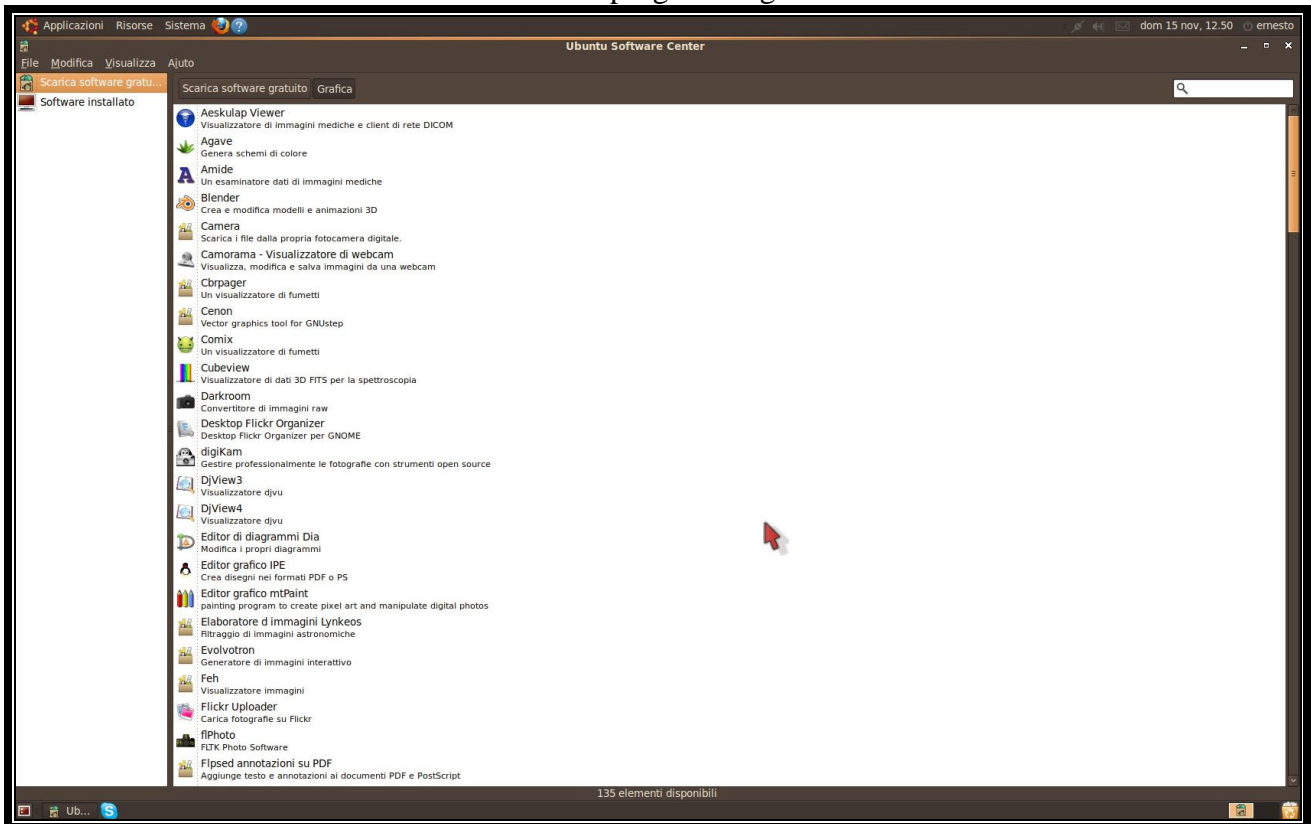 Applicazioni Risorse Sistema
dom 15 nov, 12.50 ernesto
Ubuntu Software Center
File Modifica Visualizza Aiuto
Scarica software gratu...
Software installato
Scarica software gratuito Grafica
Aeskulap Viewer
Visualizzatore di immagini mediche e client di rete DICOM
Agave
Genera schemi di colore
Amide
Un esaminatore dati di immagini mediche
Blender
Crea e modifica modelli e animazioni 3D
Camera
Scarica i file dalla propria fotocamera digitale.
Camorama - Visualizzatore di webcam
Visualizza, modifica e salva immagini da una webcam
Cbrpager
Un visualizzatore di fumetti
Cenon
Vector graphics tool for GNUstep
Comix
Un visualizzatore di fumetti
Cubeview
Visualizzatore di dati 3D FITS per la spettroscopia
Darkroom
Convertitore di immagini raw
Desktop Flickr Organizer
Desktop Flickr Organizer per GNOME
digiKam
Gestire professionalmente le fotografie con strumenti open source
DjView3
Visualizzatore djvu
DjView4
Visualizzatore djvu
Editor di diagrammi Dia
Modifica i propri diagrammi
Editor grafico IPE
Crea disegni nei formati PDF o PS
Editor grafico mtPaint
painting program to create pixel art and manipulate digital photos
Elaboratore d immagini Lynkeos
Filtraggio di immagini astronomiche
Evolvotron
Generatore di immagini interattivo
Feh
Visualizzatore immagini
Flickr Uploader
Carica fotografie su Flickr
flPhoto
FLTK Photo Software
Flpsed annotazioni su PDF
Aggiunge testo e annotazioni ai documenti PDF e PostScript
135 elementi disponibili
Ub...